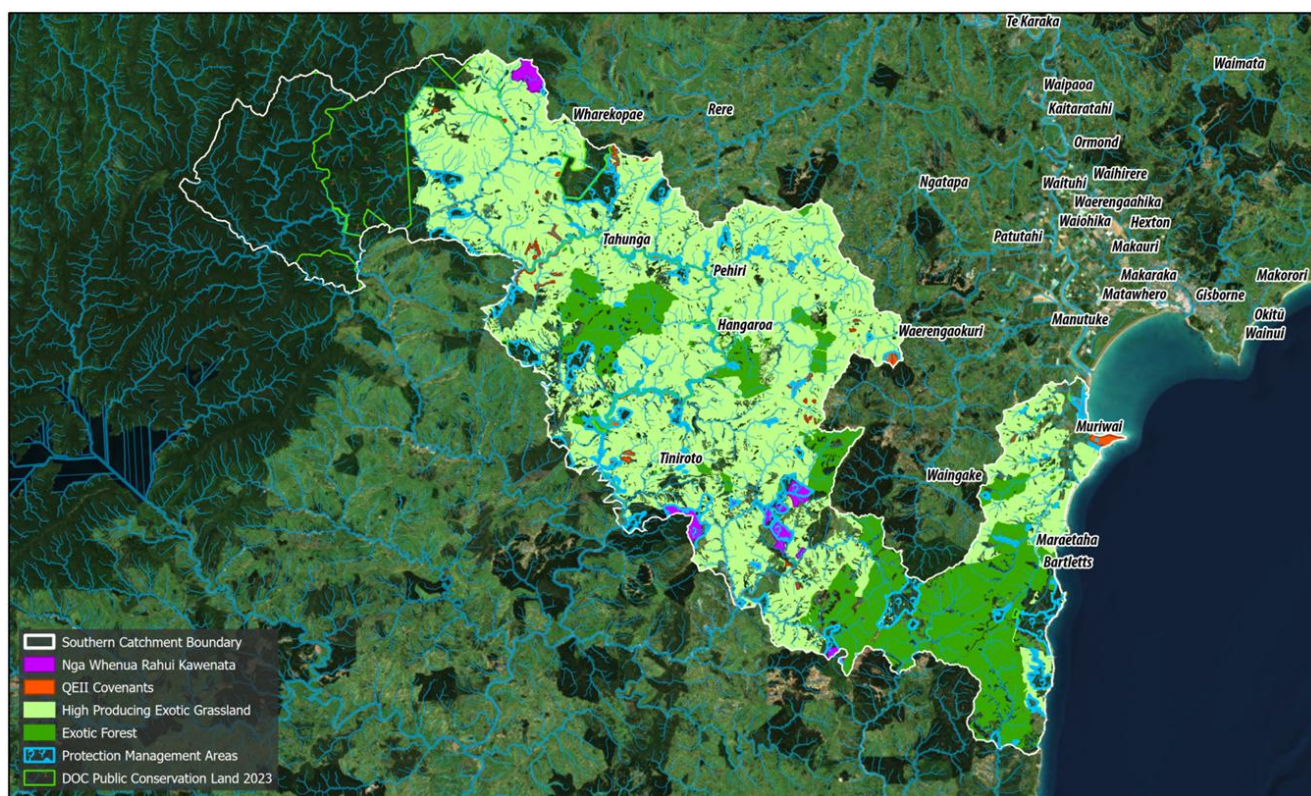 Te Karaka
Waimata
Waipaoa
Kaitaratahi
Wharekopae
Rere
Ormond
Waihirere
Ngatapa
Waituhi
Waerengaahika
Waiohika
Hexton
Patutahi
Makauri
Tahunga
Pehiri
Makaraka
Makorori
Matawhero
Gisborne
Okitū
Hangaroa
Waerengaokuri
Manutuke
Wainui
Muriwai
Tiniroto
Waingake
Maraetaha
Bartletts
Southern Catchment Boundary
Nga Whenua Rahui Kawenata
QEII Covenants
High Producing Exotic Grassland
Exotic Forest
Protection Management Areas
DOC Public Conservation Land 2023